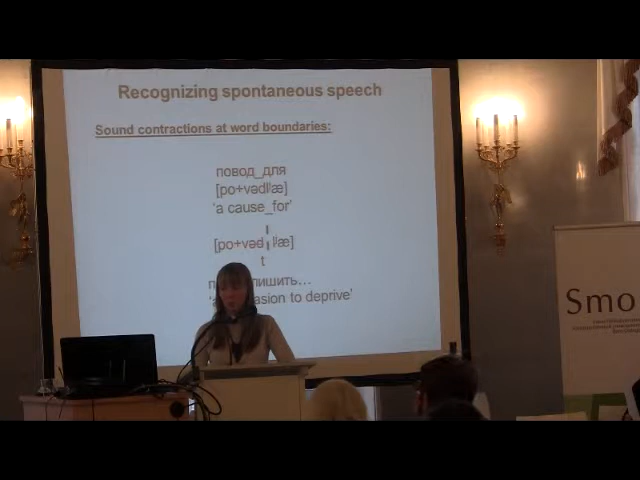 Recognizing spontaneous speech
Sound contractions at word boundaries:
повод_для
[po+vədlʲæ]
'a cause_for'
[po+vəd lʲæ]
t
лишить...
asion to deprive'
Smo